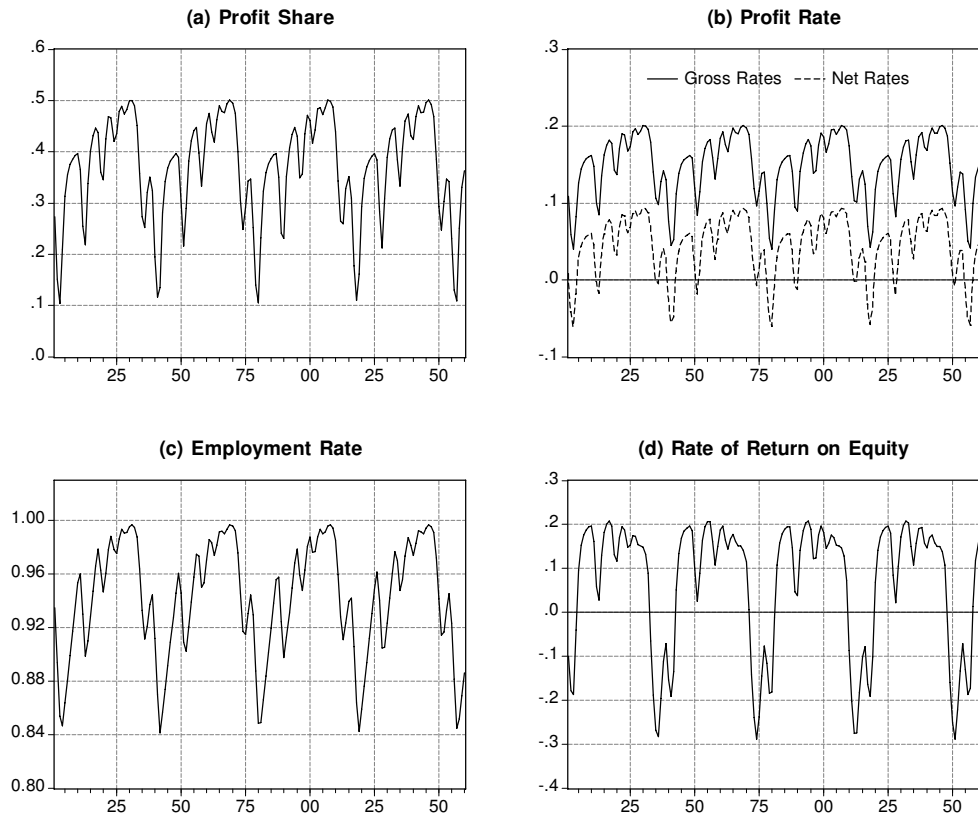 (a) Profit Share
.6
.5
.4
.3
.2
.1
.0
25 50 75 00 25 50
(b) Profit Rate
.3
Gross Rates Net Rates
.2
.1
.0
-.1
25 50 75 00 25 50
(c) Employment Rate
1.00
0.96
0.92
0.88
0.84
0.80
25 50 75 00 25 50
(d) Rate of Return on Equity
.3
.2
.1
.0
-.1
-.2
-.3
-.4
25 50 75 00 25 50